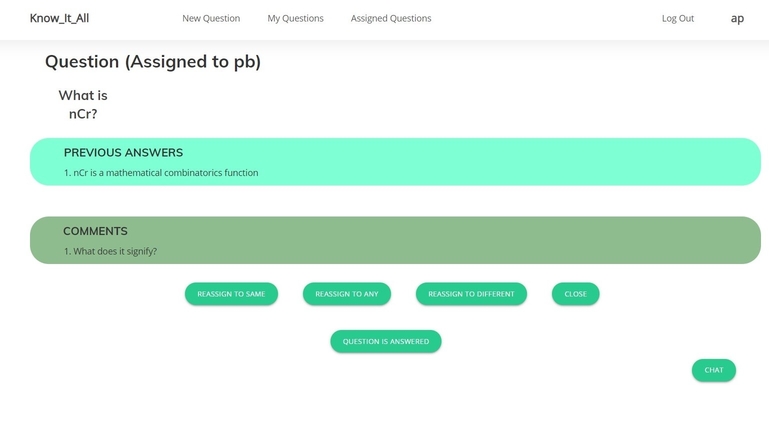 Know_It_All New Question My Questions Assigned Questions Log Out ap
Question (Assigned to pb)
What is
nCr?
PREVIOUS ANSWERS
1. nCr is a mathematical combinatorics function
COMMENTS
1. What does it signify?
REASSIGN TO SAME REASSIGN TO ANY REASSIGN TO DIFFERENT CLOSE
QUESTION IS ANSWERED
CHAT